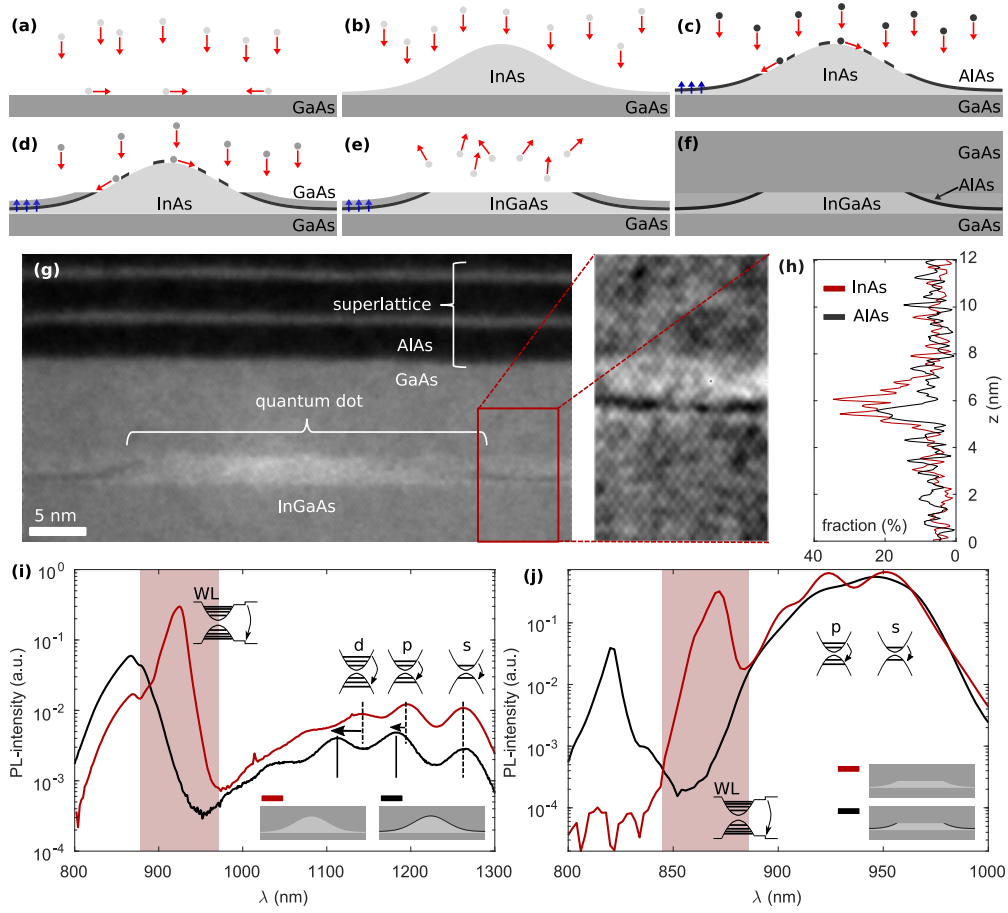 (a)
GaAs
(b)
InAs
GaAs
(c)
InAs
AlAs
GaAs
(d)
InAs
GaAs
GaAs
(e)
InGaAs
GaAs
(f)
GaAs
AlAs
InGaAs
GaAs
(g)
superlattice
AlAs
GaAs
quantum dot
InGaAs
5 nm
(h)
InAs
AlAs
12
10
8
6
4
2
0
z (nm)
fraction (%)
40
20
0
(i)
10^0
10^-1
10^-2
10^-3
10^-4
PL-intensity (a.u.)
WL
d
p
s
800
900
1000
1100
1200
1300
λ (nm)
(j)
10^-1
10^-2
10^-3
10^-4
PL-intensity (a.u.)
p
s
WL
800
850
900
950
1000
λ (nm)